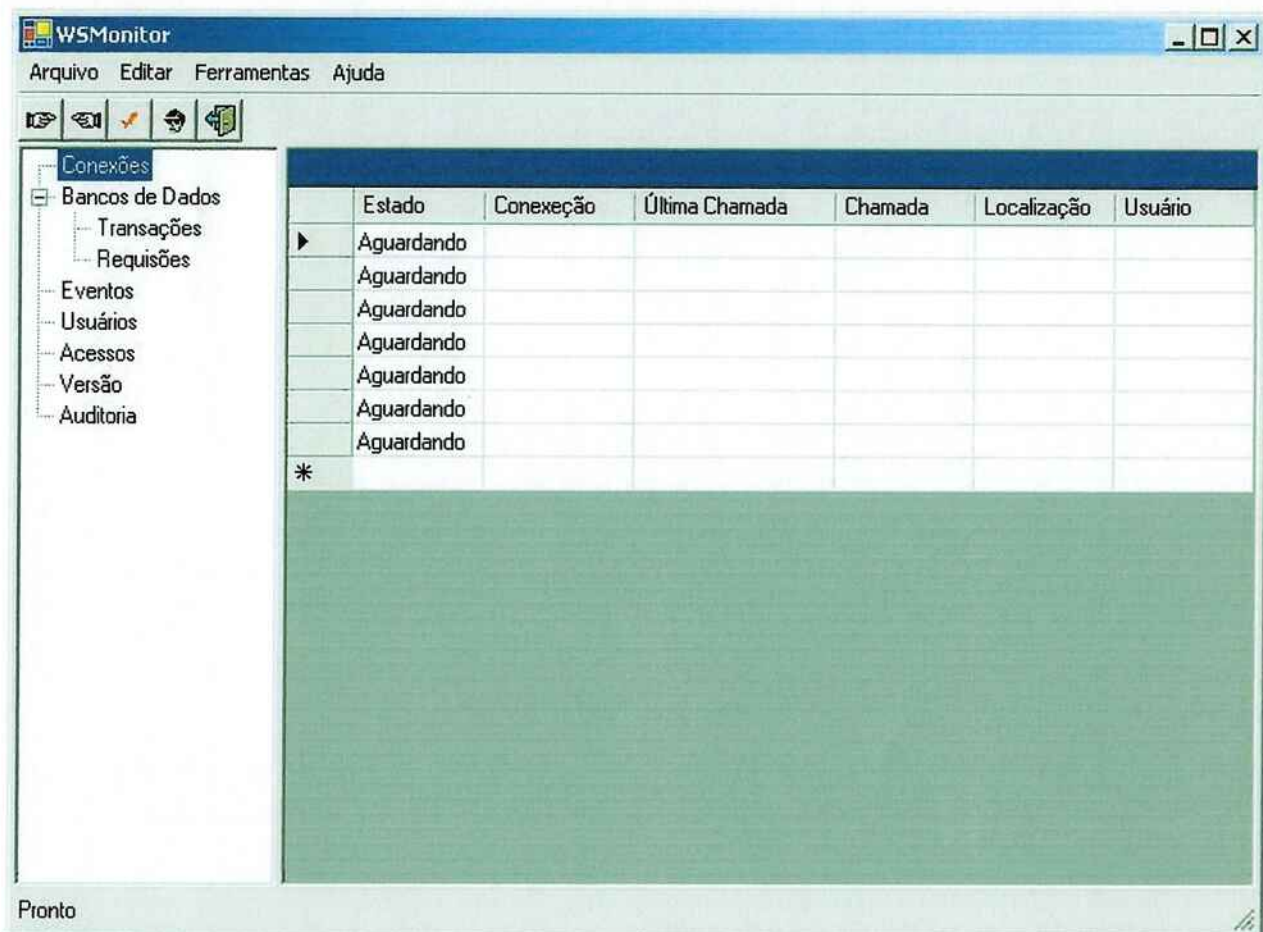 WSMonitor
Arquivo Editar Ferramentas Ajuda
Conexões
Bancos de Dados
Transações
Requisões
Eventos
Usuários
Acessos
Versão
Auditoria
Estado Conexeção Última Chamada Chamada Localização Usuário
Aguardando
Aguardando
Aguardando
Aguardando
Aguardando
Aguardando
Aguardando
Pronto